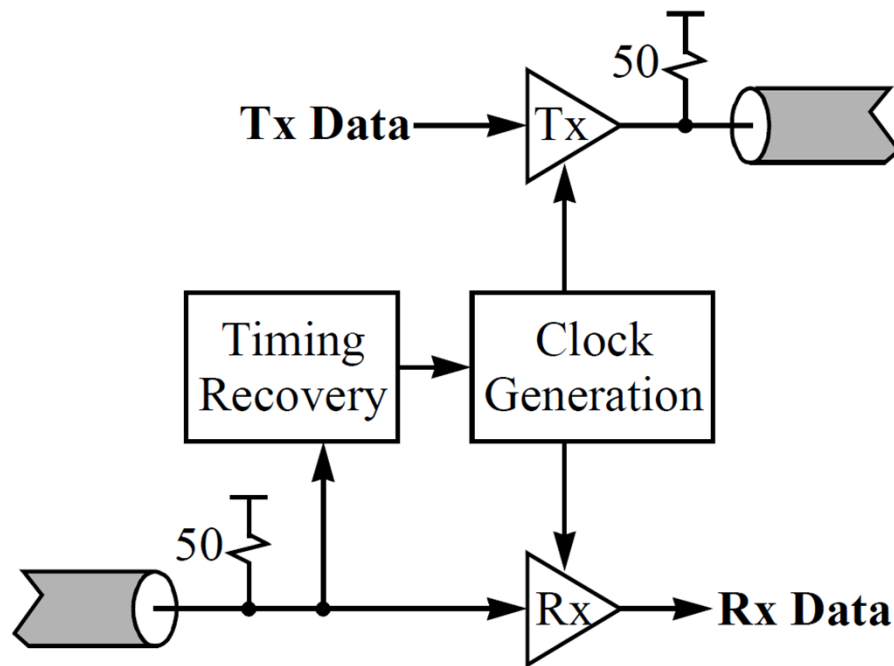 50
Tx Data
Tx
Timing
Recovery
Clock
Generation
50
Rx
Rx Data